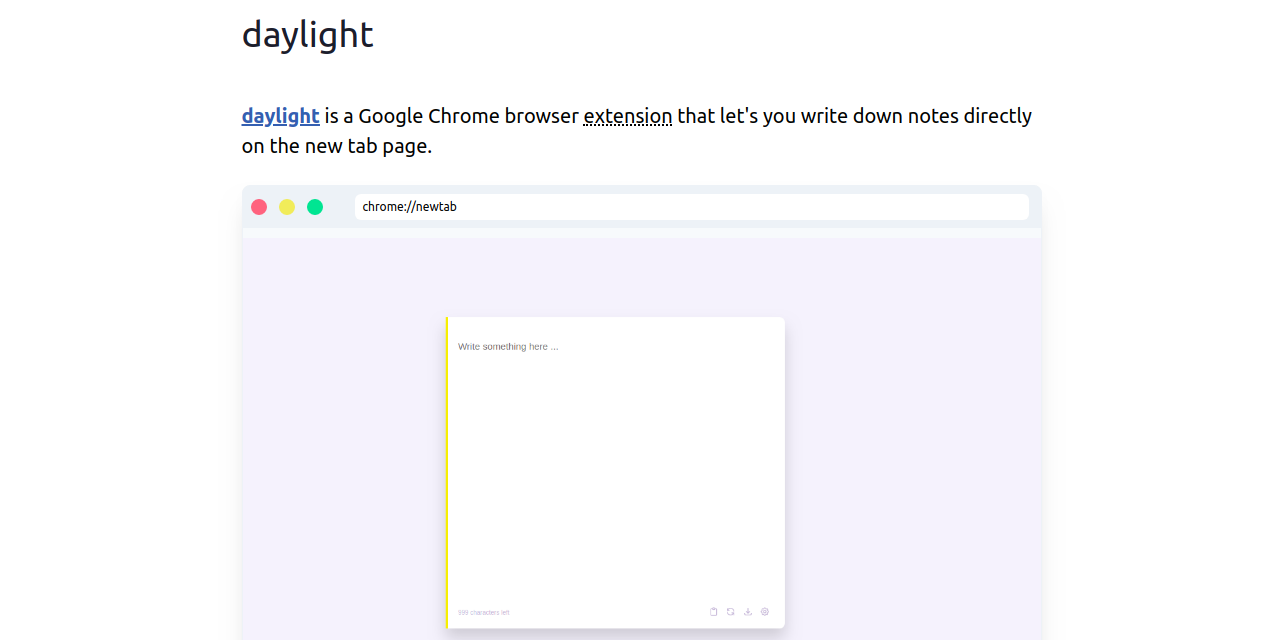 daylight
daylight is a Google Chrome browser extension that let's you write down notes directly
on the new tab page.
chrome://newtab
Write something here ...
999 characters left